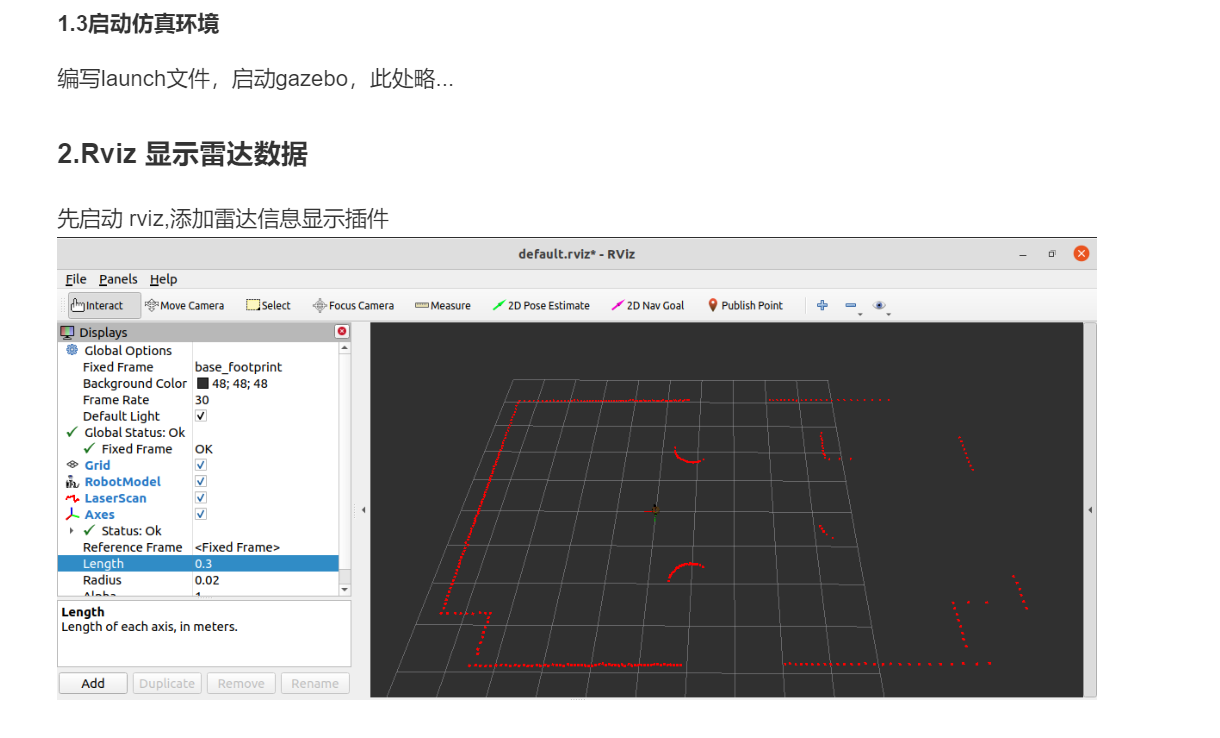 1.3启动仿真环境
编写launch文件，启动gazebo，此处略...
2.Rviz 显示雷达数据
先启动 rviz,添加雷达信息显示插件
default.rviz* - RViz
File Panels Help
Interact Move Camera Select Focus Camera Measure 2D Pose Estimate 2D Nav Goal Publish Point
Displays
Global Options
Fixed Frame base_footprint
Background Color 48; 48; 48
Frame Rate 30
Default Light
Global Status: Ok
Fixed Frame OK
Grid
RobotModel
LaserScan
Axes
Status: Ok
Reference Frame <Fixed Frame>
Length 0.3
Radius 0.02
Alpha 1
Length
Length of each axis, in meters.
Add Duplicate Remove Rename